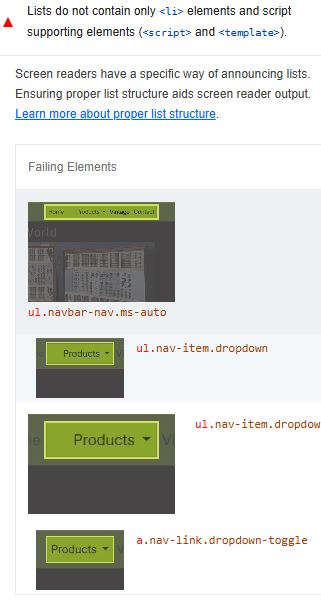 Lists do not contain only <li> elements and script
supporting elements (<script> and <template>).
Screen readers have a specific way of announcing lists.
Ensuring proper list structure aids screen reader output.
Learn more about proper list structure.
Failing Elements
Home Products Vintage Contact
World
ul.navbar-nav.ms-auto
Products
ul.nav-item.dropdown
Products
ul.nav-item.dropdow
Products
a.nav-link.dropdown-toggle